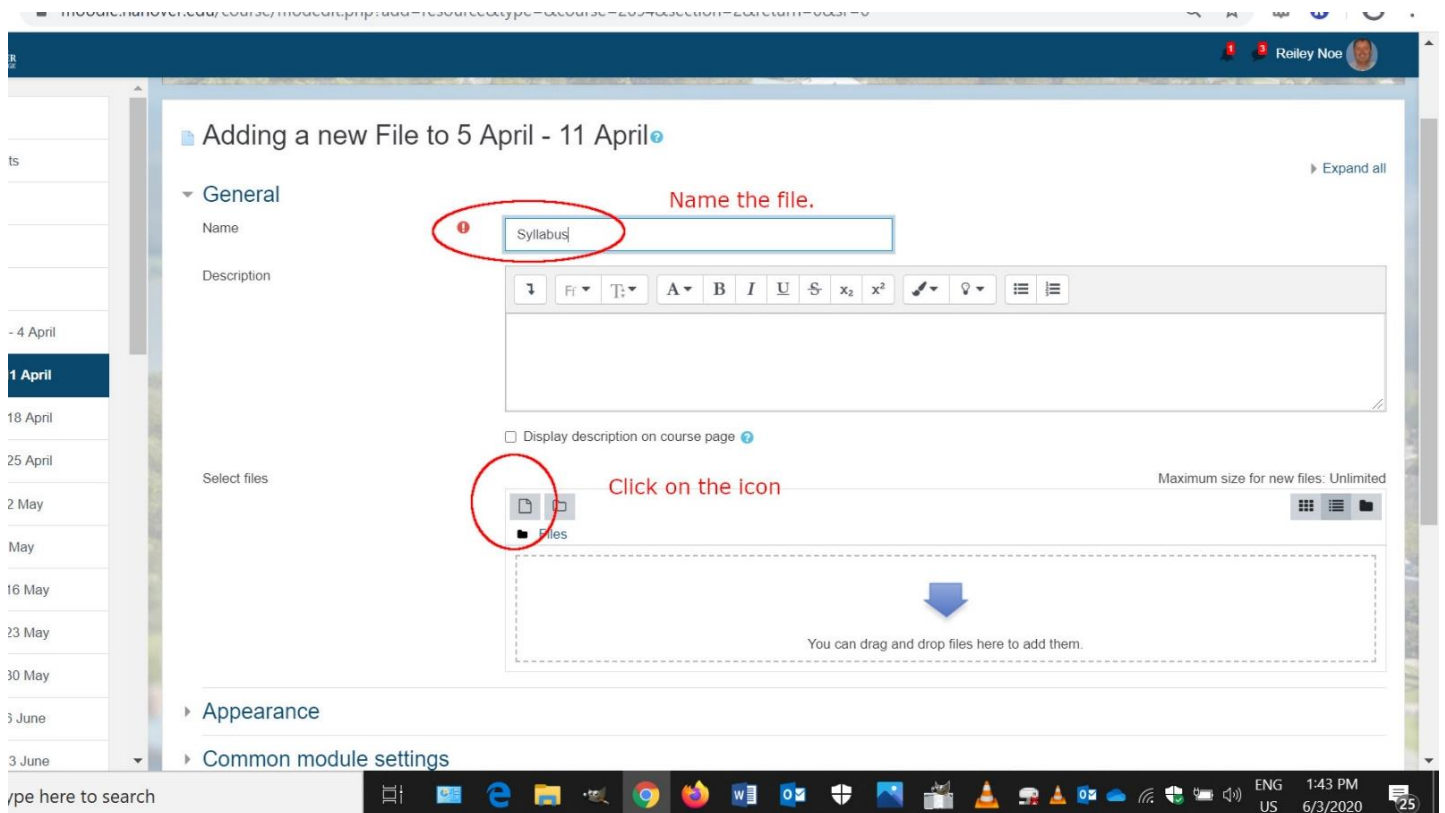 1 3 Reiley Noe
ts
- 4 April
1 April
18 April
25 April
2 May
May
16 May
23 May
30 May
6 June
3 June
Adding a new File to 5 April - 11 April
Expand all
General
Name the file.
Name
Syllabus
Description
Display description on course page
Select files
Click on the icon
Maximum size for new files: Unlimited
Files
You can drag and drop files here to add them.
Appearance
Common module settings
ype here to search
ENG 1:43 PM
US 6/3/2020 25